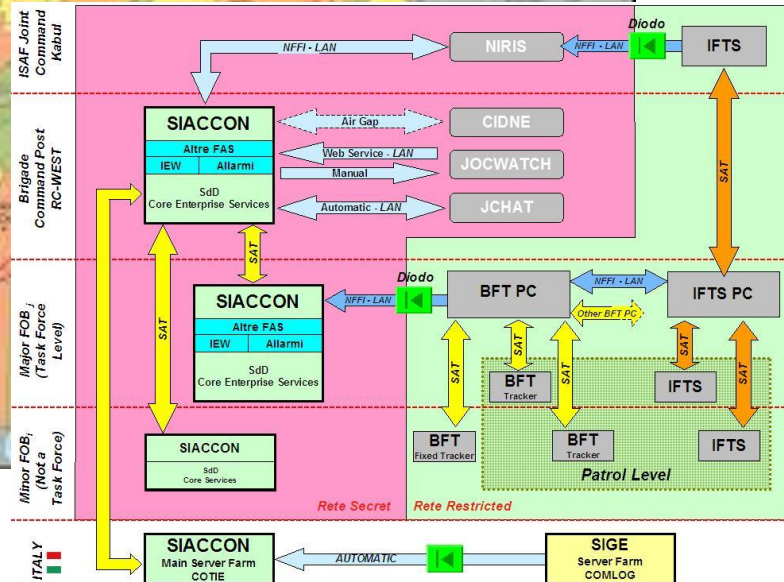 ISAF Joint
Command
Kabul
NFFI - LAN
NIRIS
NFFI - LAN
Diodo
IFTS
Brigade
Command Post
RC-WEST
SIACCON
Altre FAS
IEW
Allarmi
SdD
Core Enterprise Services
Air Gap
CIDNE
Web Service - LAN
JOCWATCH
Manual
Automatic - LAN
JCHAT
SAT
SAT
SAT
Major FOB
(Task Force
Level)
SIACCON
Altre FAS
IEW
Allarmi
SdD
Core Enterprise Services
NFFI - LAN
Diodo
BFT PC
NFFI - LAN
Other BFT PC
IFTS PC
SAT
SAT
SAT
SAT
SAT
BFT
Tracker
IFTS
Minor FOB
(Not a
Task Force)
SIACCON
SdD
Core Services
BFT
Fixed Tracker
BFT
Tracker
IFTS
Patrol Level
Rete Secret
Rete Restricted
ITALY
SIACCON
Main Server Farm
COTIE
AUTOMATIC
SIGE
Server Farm
COMLOG